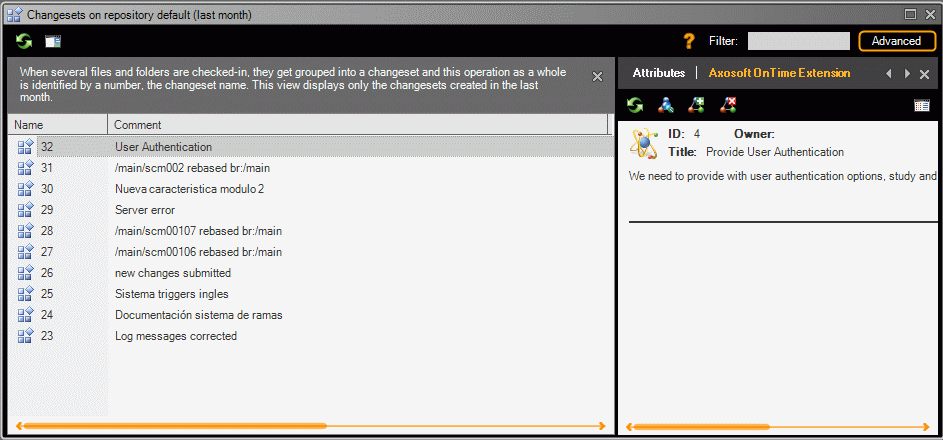 Changesets on repository default (last month)
? Filter: Advanced
When several files and folders are checked-in, they get grouped into a changeset and this operation as a whole
is identified by a number, the changeset name. This view displays only the changesets created in the last
month.
Name Comment
32 User Authentication
31 /main/scm002 rebased br:/main
30 Nueva caracteristica modulo 2
29 Server error
28 /main/scm00107 rebased br:/main
27 /main/scm00106 rebased br:/main
26 new changes submitted
25 Sistema triggers ingles
24 Documentación sistema de ramas
23 Log messages corrected
Attributes | Axosoft OnTime Extension
ID: 4 Owner:
Title: Provide User Authentication
We need to provide with user authentication options, study and